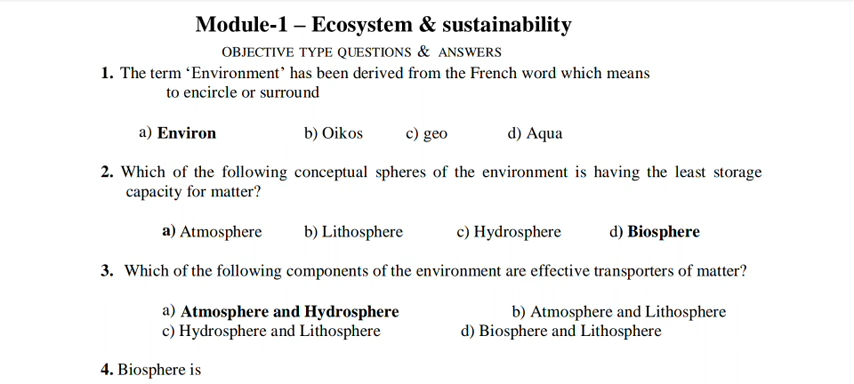 Module-1 – Ecosystem & sustainability
OBJECTIVE TYPE QUESTIONS & ANSWERS
1. The term ‘Environment’ has been derived from the French word which means
to encircle or surround
a) Environ b) Oikos c) geo d) Aqua
2. Which of the following conceptual spheres of the environment is having the least storage
capacity for matter?
a) Atmosphere b) Lithosphere c) Hydrosphere d) Biosphere
3. Which of the following components of the environment are effective transporters of matter?
a) Atmosphere and Hydrosphere b) Atmosphere and Lithosphere
c) Hydrosphere and Lithosphere d) Biosphere and Lithosphere
4. Biosphere is